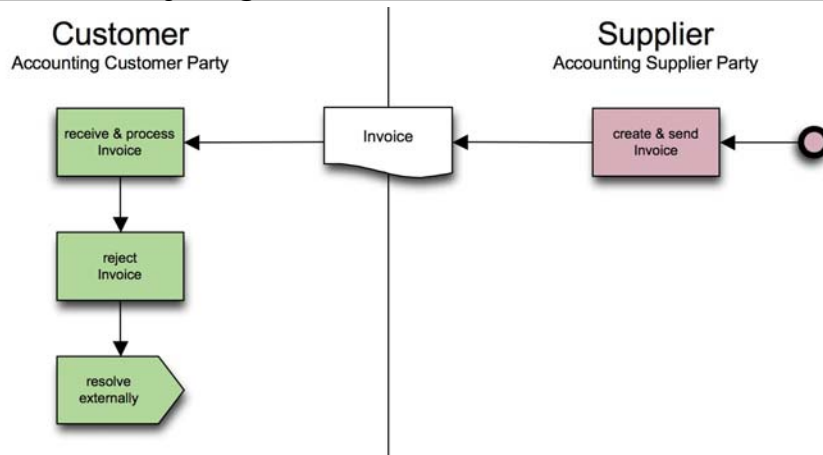 Customer
Accounting Customer Party
Supplier
Accounting Supplier Party
receive & process
Invoice
Invoice
create & send
Invoice
reject
Invoice
resolve
externally